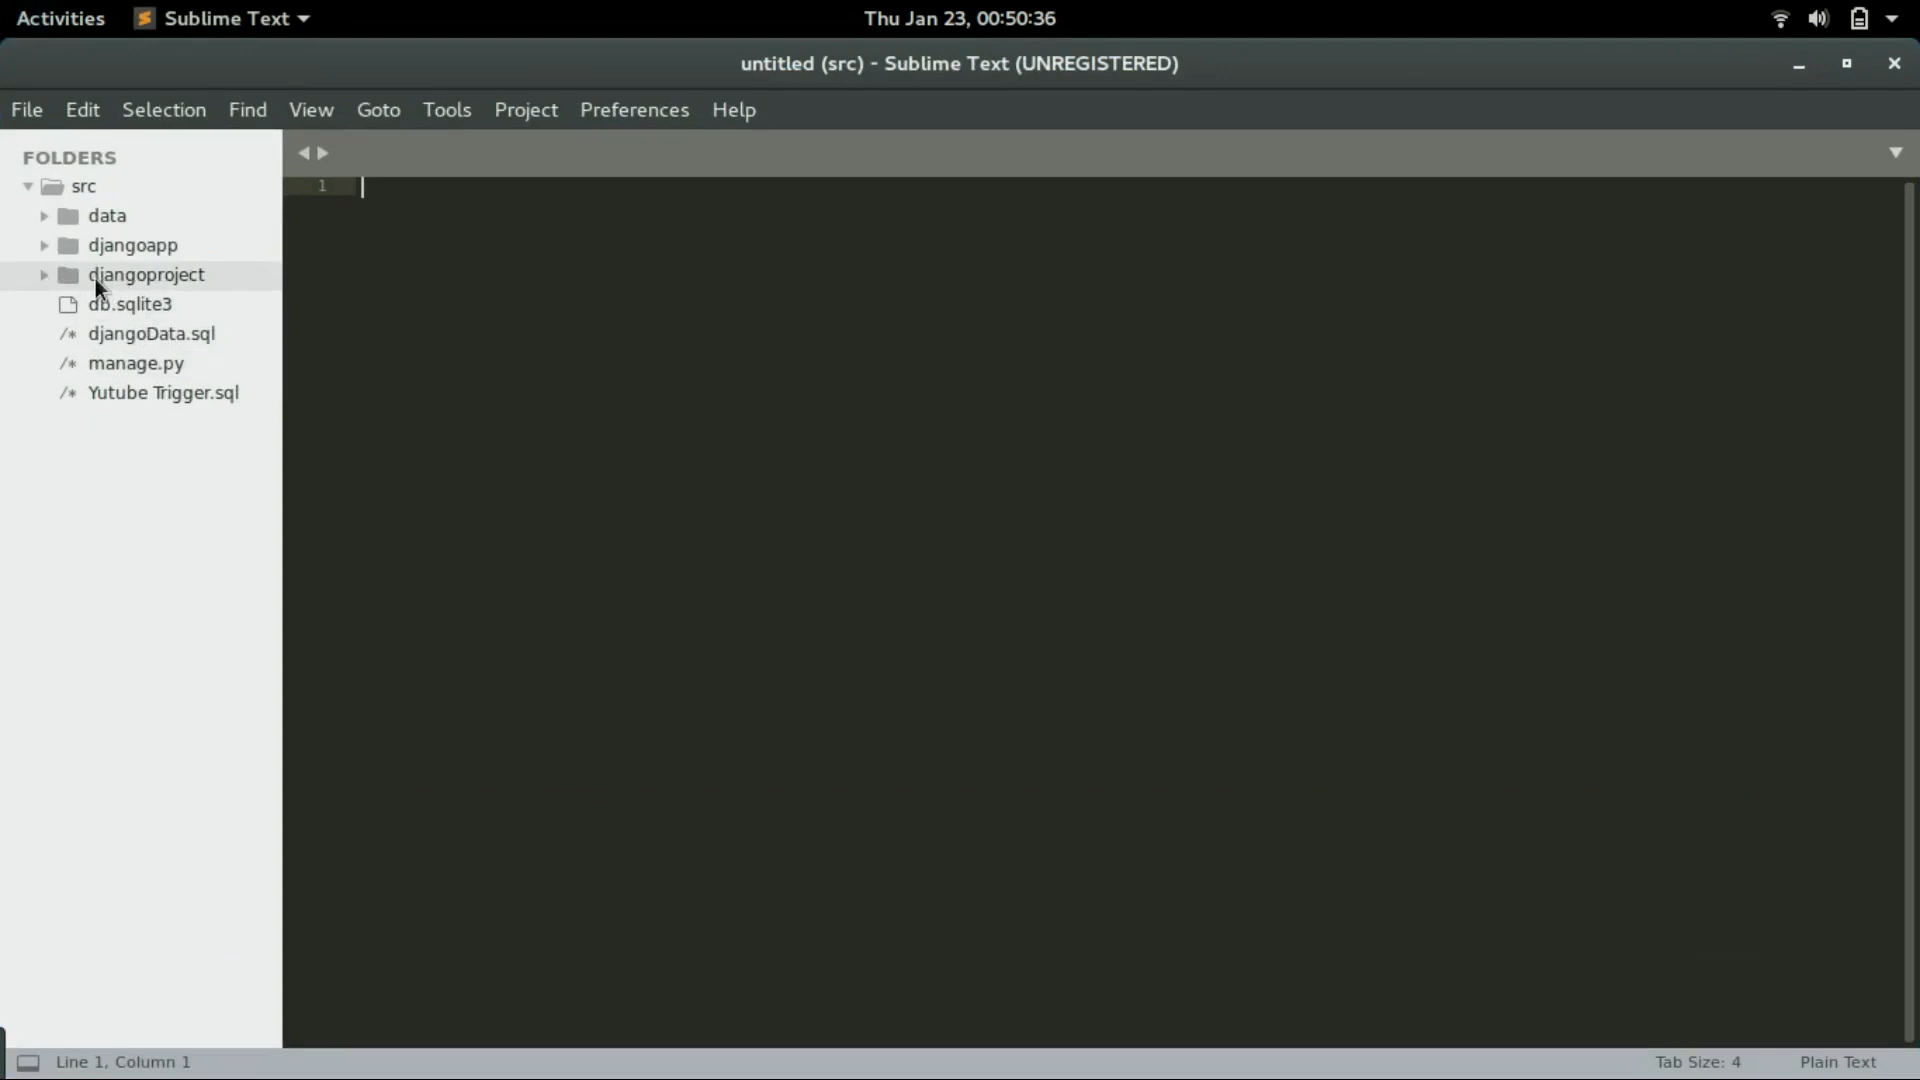 Activities Sublime Text Thu Jan 23, 00:50:36
untitled (src) - Sublime Text (UNREGISTERED)
File Edit Selection Find View Goto Tools Project Preferences Help
FOLDERS
src
1
data
djangoapp
djangoproject
db.sqlite3
/* djangoData.sql
/* manage.py
/* Yutube Trigger.sql
Line 1, Column 1 Tab Size: 4 Plain Text